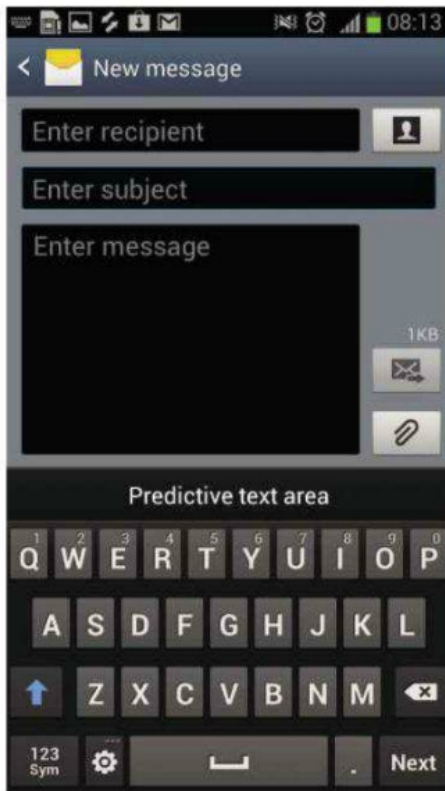 08:13
New message
Enter recipient
Enter subject
Enter message
1KB
Predictive text area
1 2 3 4 5 6 7 8 9 0
Q W E R T Y U I O P
A S D F G H J K L
Z X C V B N M
123
Sym
. Next